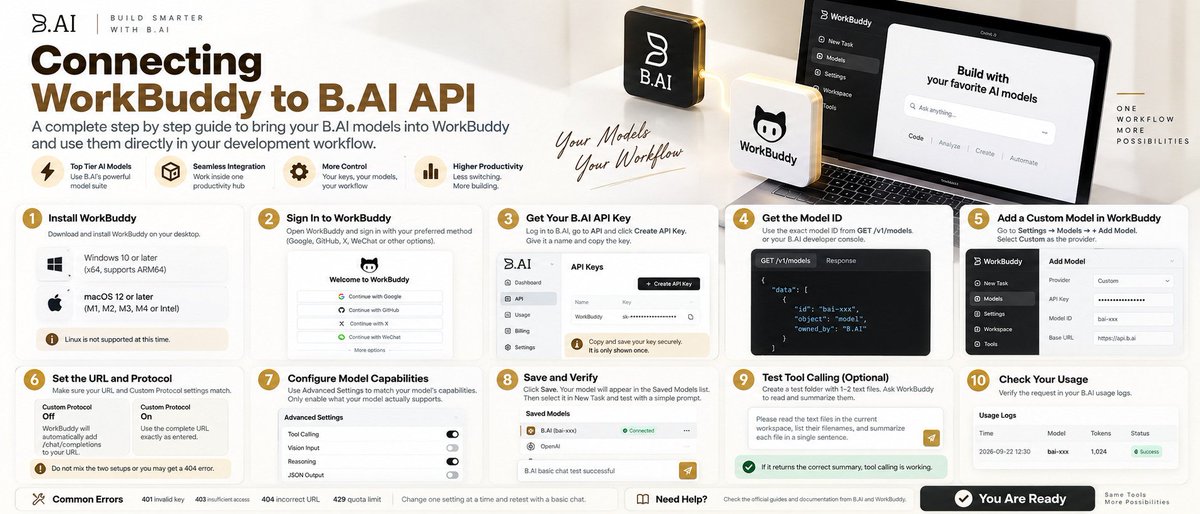 B.AI
BUILD SMARTER
WITH B.AI
Connecting
WorkBuddy to B.AI API
A complete step by step guide to bring your B.AI models into WorkBuddy
and use them directly in your development workflow.
Top Tier AI Models
Use B.AI's powerful
model suite
Seamless Integration
Work inside one
productivity hub
More Control
Your keys, your models,
your workflow
Higher Productivity
Less switching.
More building.
Your Models
Your Workflow
B.AI
WorkBuddy
WorkBuddy
New Task
Models
Settings
Workspace
Tools
Build with
your favorite AI models
Ask anything...
Code
Analyze
Create
Automate
ONE
WORKFLOW
MORE
POSSIBILITIES
1
Install WorkBuddy
Download and install WorkBuddy on your desktop.
Windows 10 or later
(x64, supports ARM64)
macOS 12 or later
(M1, M2, M3, M4 or Intel)
Linux is not supported at this time.
2
Sign In to WorkBuddy
Open WorkBuddy and sign in with your preferred method
(Google, GitHub, X, WeChat or other options).
Welcome to WorkBuddy
Continue with Google
Continue with GitHub
Continue with X
Continue with WeChat
More options
3
Get Your B.AI API Key
Log in to B.AI, go to API and click Create API Key.
Give it a name and copy the key.
B.AI
Dashboard
API
Usage
Billing
Settings
API Keys
+ Create API Key
Name
Key
WorkBuddy
sk-••••••••••••••••
Copy and save your key securely.
It is only shown once.
4
Get the Model ID
Use the exact model ID from GET /v1/models.
or your B.AI developer console.
GET /v1/models
Response
{
"data": [
{
"id": "bai-xxx",
"object": "model",
"owned_by": "B.AI"
}
]
5
Add a Custom Model in WorkBuddy
Go to Settings → Models → + Add Model.
Select Custom as the provider.
WorkBuddy
New Task
Models
Settings
Workspace
Tools
Add Model
Provider
Custom
API Key
••••••••••••••••
Model ID
bai-xxx
Base URL
https://api.b.ai
6
Set the URL and Protocol
Make sure your URL and Custom Protocol settings match.
Custom Protocol
Off
WorkBuddy will
automatically add
/chat/completions
to your URL.
Custom Protocol
On
Use the complete URL
exactly as entered.
Do not mix the two setups or you may get a 404 error.
7
Configure Model Capabilities
Use Advanced Settings to match your model's capabilities.
Only enable what your model actually supports.
Advanced Settings
Tool Calling
Vision Input
Reasoning
JSON Output
8
Save and Verify
Click Save. Your model will appear in the Saved Models list.
Then select it in New Task and test with a simple prompt.
Saved Models
B.AI (bai-xxx)
Connected
OpenAI
B.AI basic chat test successful
9
Test Tool Calling (Optional)
Create a test folder with 1–2 text files. Ask WorkBuddy
to read and summarize them.
Please read the text files in the current
workspace, list their filenames, and summarize
each file in a single sentence.
If it returns the correct summary, tool calling is working.
10
Check Your Usage
Verify the request in your B.AI usage logs.
Usage Logs
Time
Model
Tokens
Status
2026-09-22 12:30
bai-xxx
1,024
Success
Common Errors
401 invalid key
403 insufficient access
404 incorrect URL
429 quota limit
Change one setting at a time and retest with a basic chat.
Need Help?
Check the official guides and documentation from B.AI and WorkBuddy.
You Are Ready
Same Tools
More Possibilities